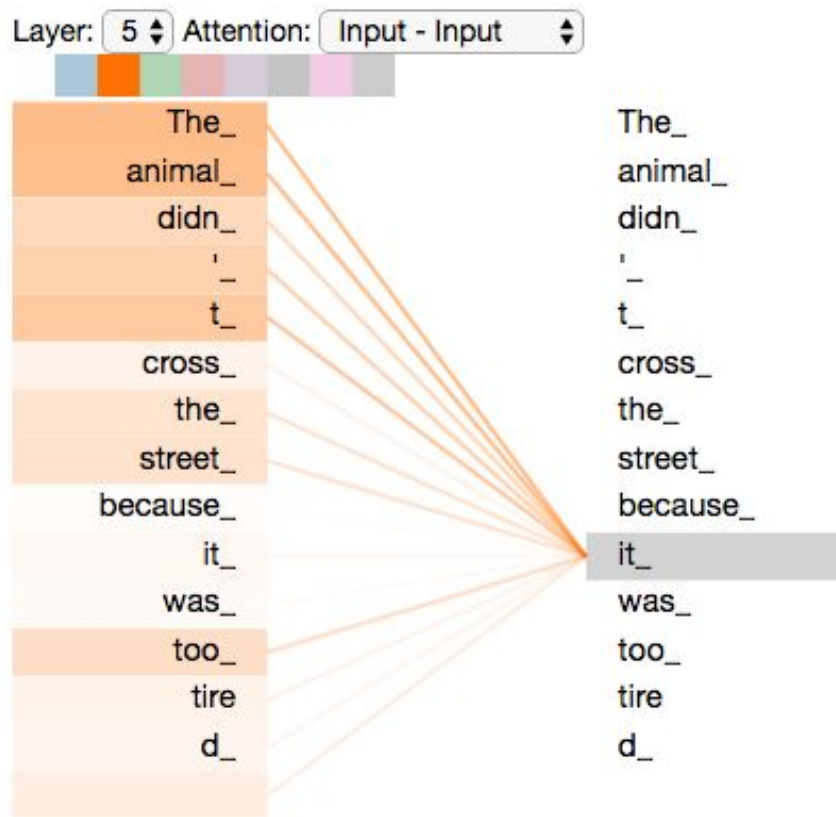 Layer: 5 Attention: Input - Input
The_ The_
animal_ animal_
didn_ didn_
'_ '_
t_ t_
cross_ cross_
the_ the_
street_ street_
because_ because_
it_ it_
was_ was_
too_ too_
tire tire
d_ d_